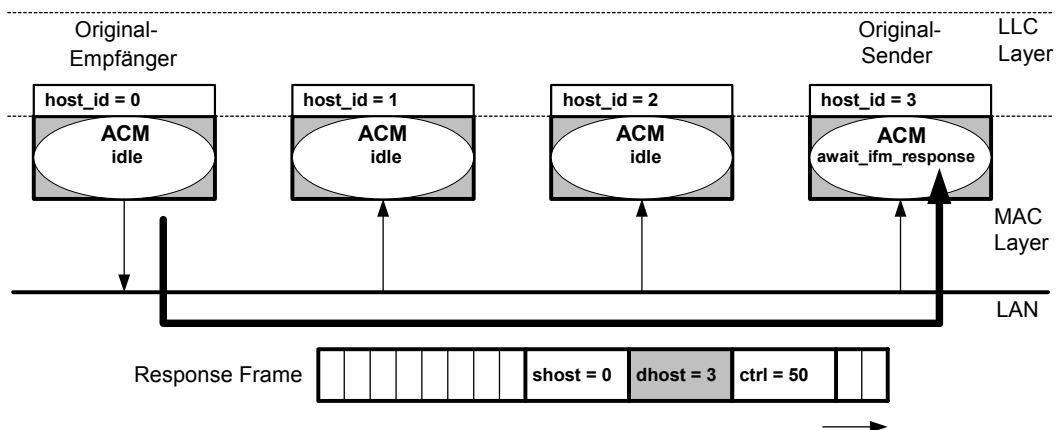 Original-
Empfänger
Original-
Sender
LLC
Layer
host_id = 0
host_id = 1
host_id = 2
host_id = 3
ACM
idle
ACM
idle
ACM
idle
ACM
await_ifm_response
MAC
Layer
LAN
Response Frame
shost = 0
dhost = 3
ctrl = 50